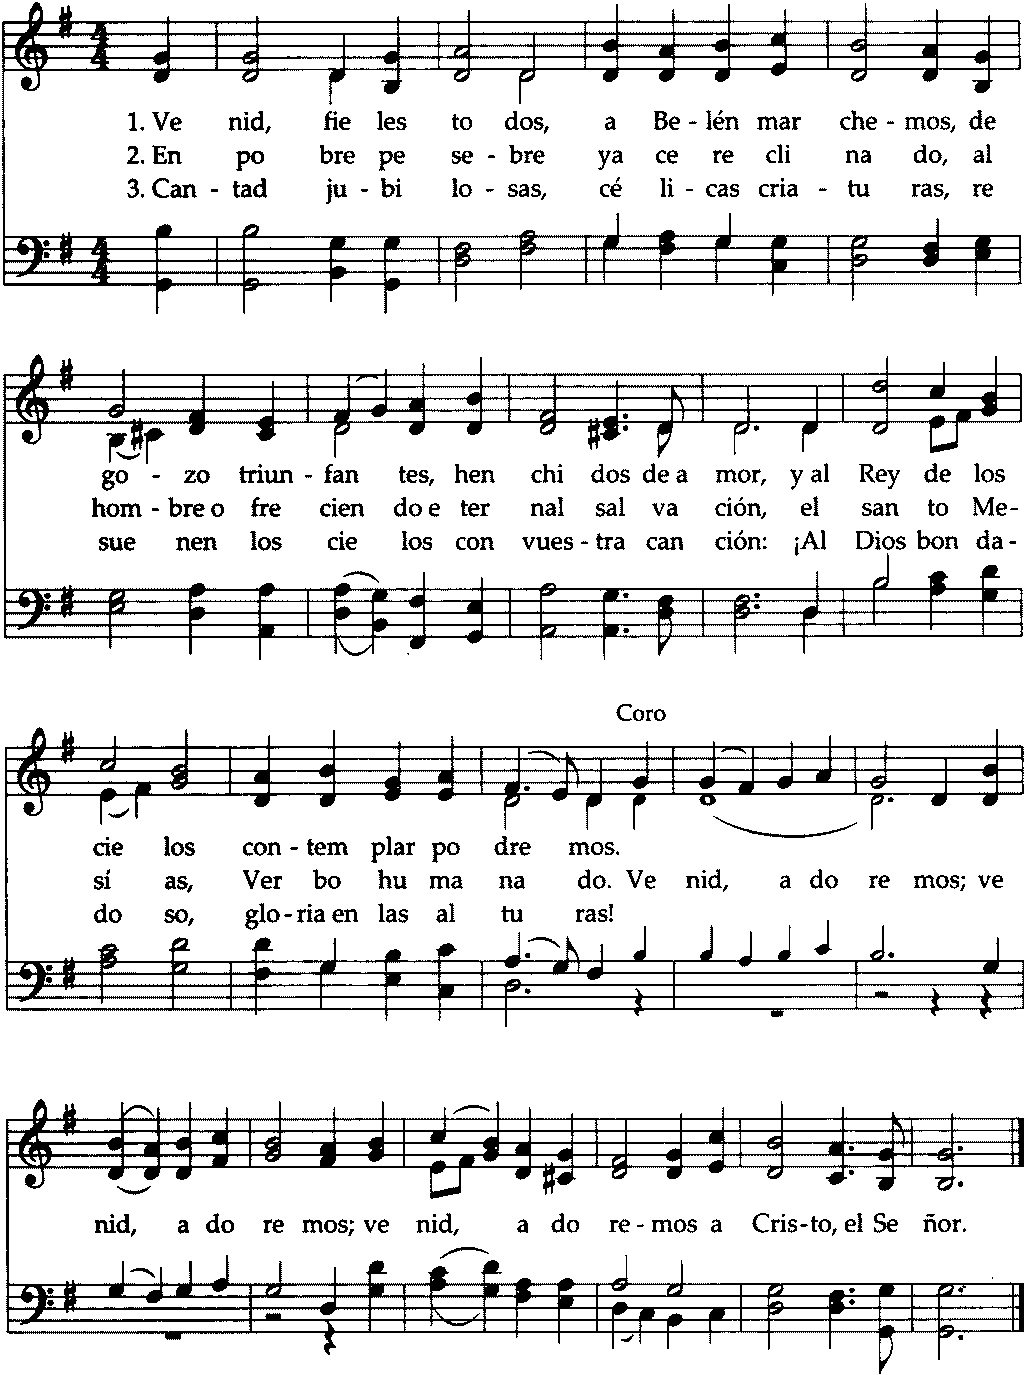 1. Ve nid, fie les to dos, a Be - lén mar che - mos, de
2. En po bre pe se - bre ya ce re cli na do, al
3. Can - tad ju - bi lo - sas, cé li - cas cria - tu ras, re
go - zo triun - fan tes, hen chi dos de a mor, y al Rey de los
hom - bre o fre cien do e ter nal sal va ción, el san to Me -
sue nen los cie los con vues - tra can ción: ¡Al Dios bon da -
Coro
cie los con - tem plar po dre mos.
sí as, Ver bo hu ma na do. Ve nid, a do re mos; ve
do so, glo - ria en las al tu ras!
nid, a do re mos; ve nid, a do re - mos a Cris - to, el Se ñor.